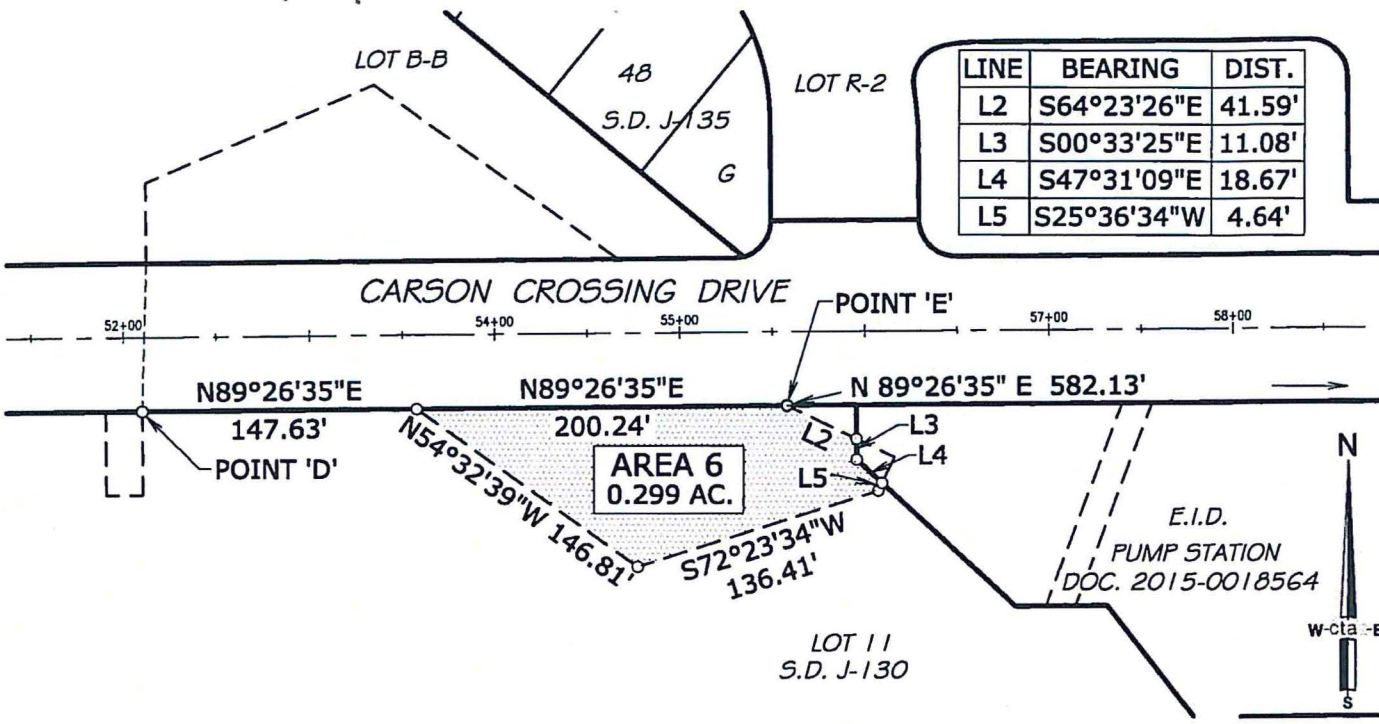 LOT B-B
48
S.D. J-135
G
LOT R-2
LINE BEARING DIST.
L2 S64°23'26"E 41.59'
L3 S00°33'25"E 11.08'
L4 S47°31'09"E 18.67'
L5 S25°36'34"W 4.64'
CARSON CROSSING DRIVE
POINT 'E'
52+00
54+00
55+00
57+00
58+00
N89°26'35"E
147.63'
N89°26'35"E
200.24'
N 89°26'35" E 582.13'
POINT 'D'
L2
L3
L4
L5
AREA 6
0.299 AC.
N54°32'39"W 146.81'
S72°23'34"W
136.41'
E.I.D.
PUMP STATION
DOC. 2015-0018564
LOT 11
S.D. J-130
N
W-cta -E
S